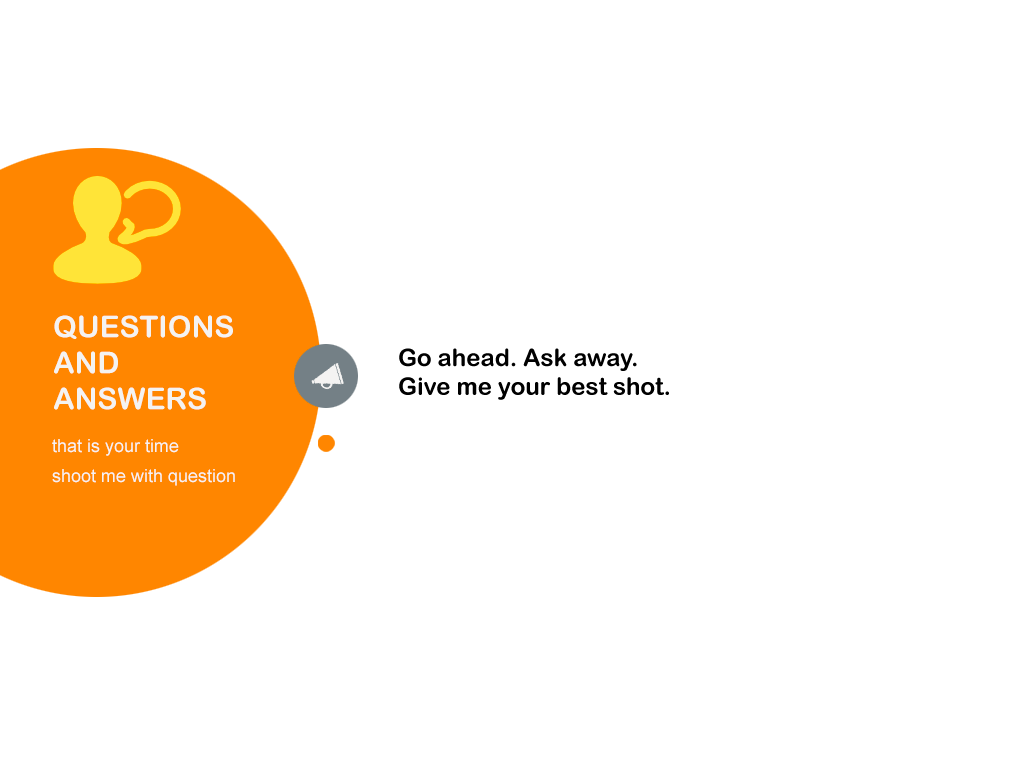 QUESTIONS
AND
ANSWERS
that is your time
shoot me with question
Go ahead. Ask away.
Give me your best shot.